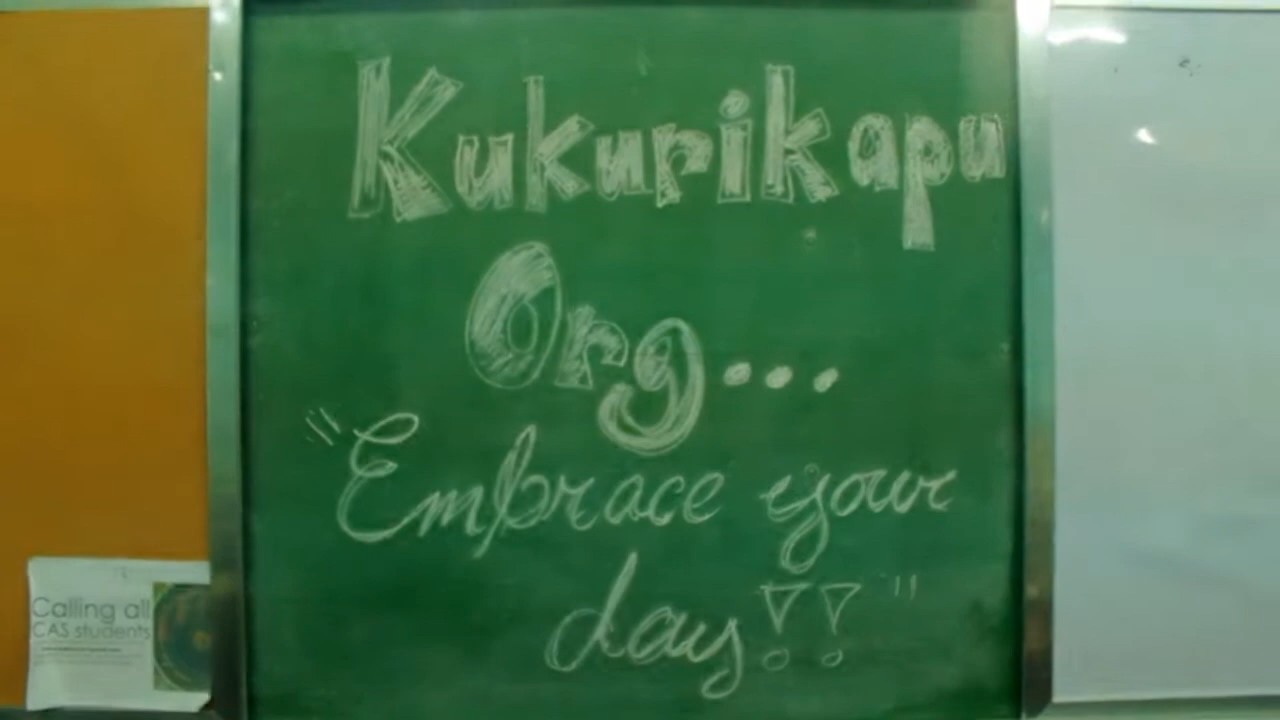 Kukurikapu
Org...
"Embrace your
day!!"
Calling all
CAS students